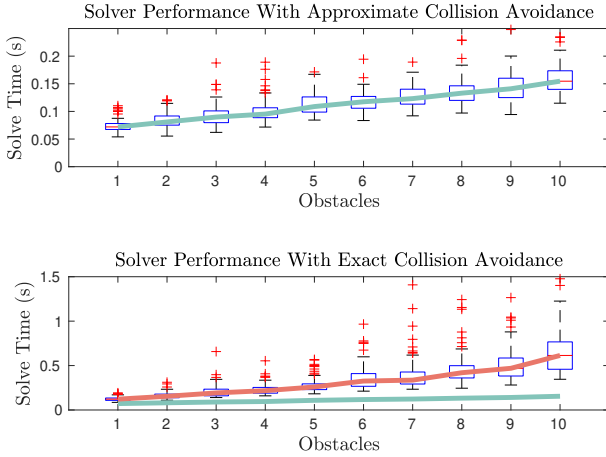 Solver Performance With Approximate Collision Avoidance
Solve Time (s)
0.2
0.15
0.1
0.05
0
1 2 3 4 5 6 7 8 9 10
Obstacles
Solver Performance With Exact Collision Avoidance
Solve Time (s)
1.5
1
0.5
0
1 2 3 4 5 6 7 8 9 10
Obstacles